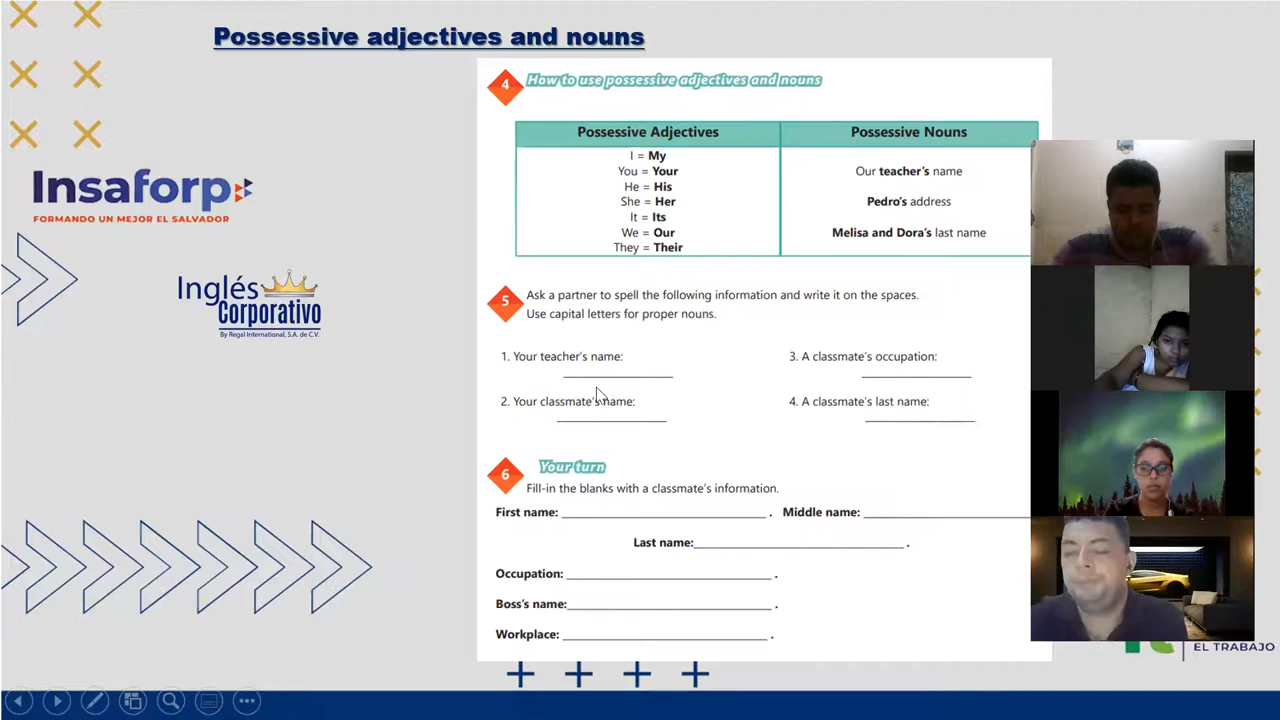 Possessive adjectives and nouns
4 How to use possessive adjectives and nouns
Possessive Adjectives Possessive Nouns
I = My
You = Your
He = His
She = Her
It = Its
We = Our
They = Their
Our teacher's name
Pedro's address
Melisa and Dora's last name
Insaforp
FORMANDO UN MEJOR EL SALVADOR
Inglés
Corporativo
By Regal International, S.A. de C.V.
5 Ask a partner to spell the following information and write it on the spaces.
Use capital letters for proper nouns.
1. Your teacher's name:
2. Your classmate's name:
3. A classmate's occupation:
4. A classmate's last name:
6 Your turn
Fill-in the blanks with a classmate's information.
First name: . Middle name:
Last name: .
Occupation: .
Boss's name: .
Workplace: .
EL TRABAJO